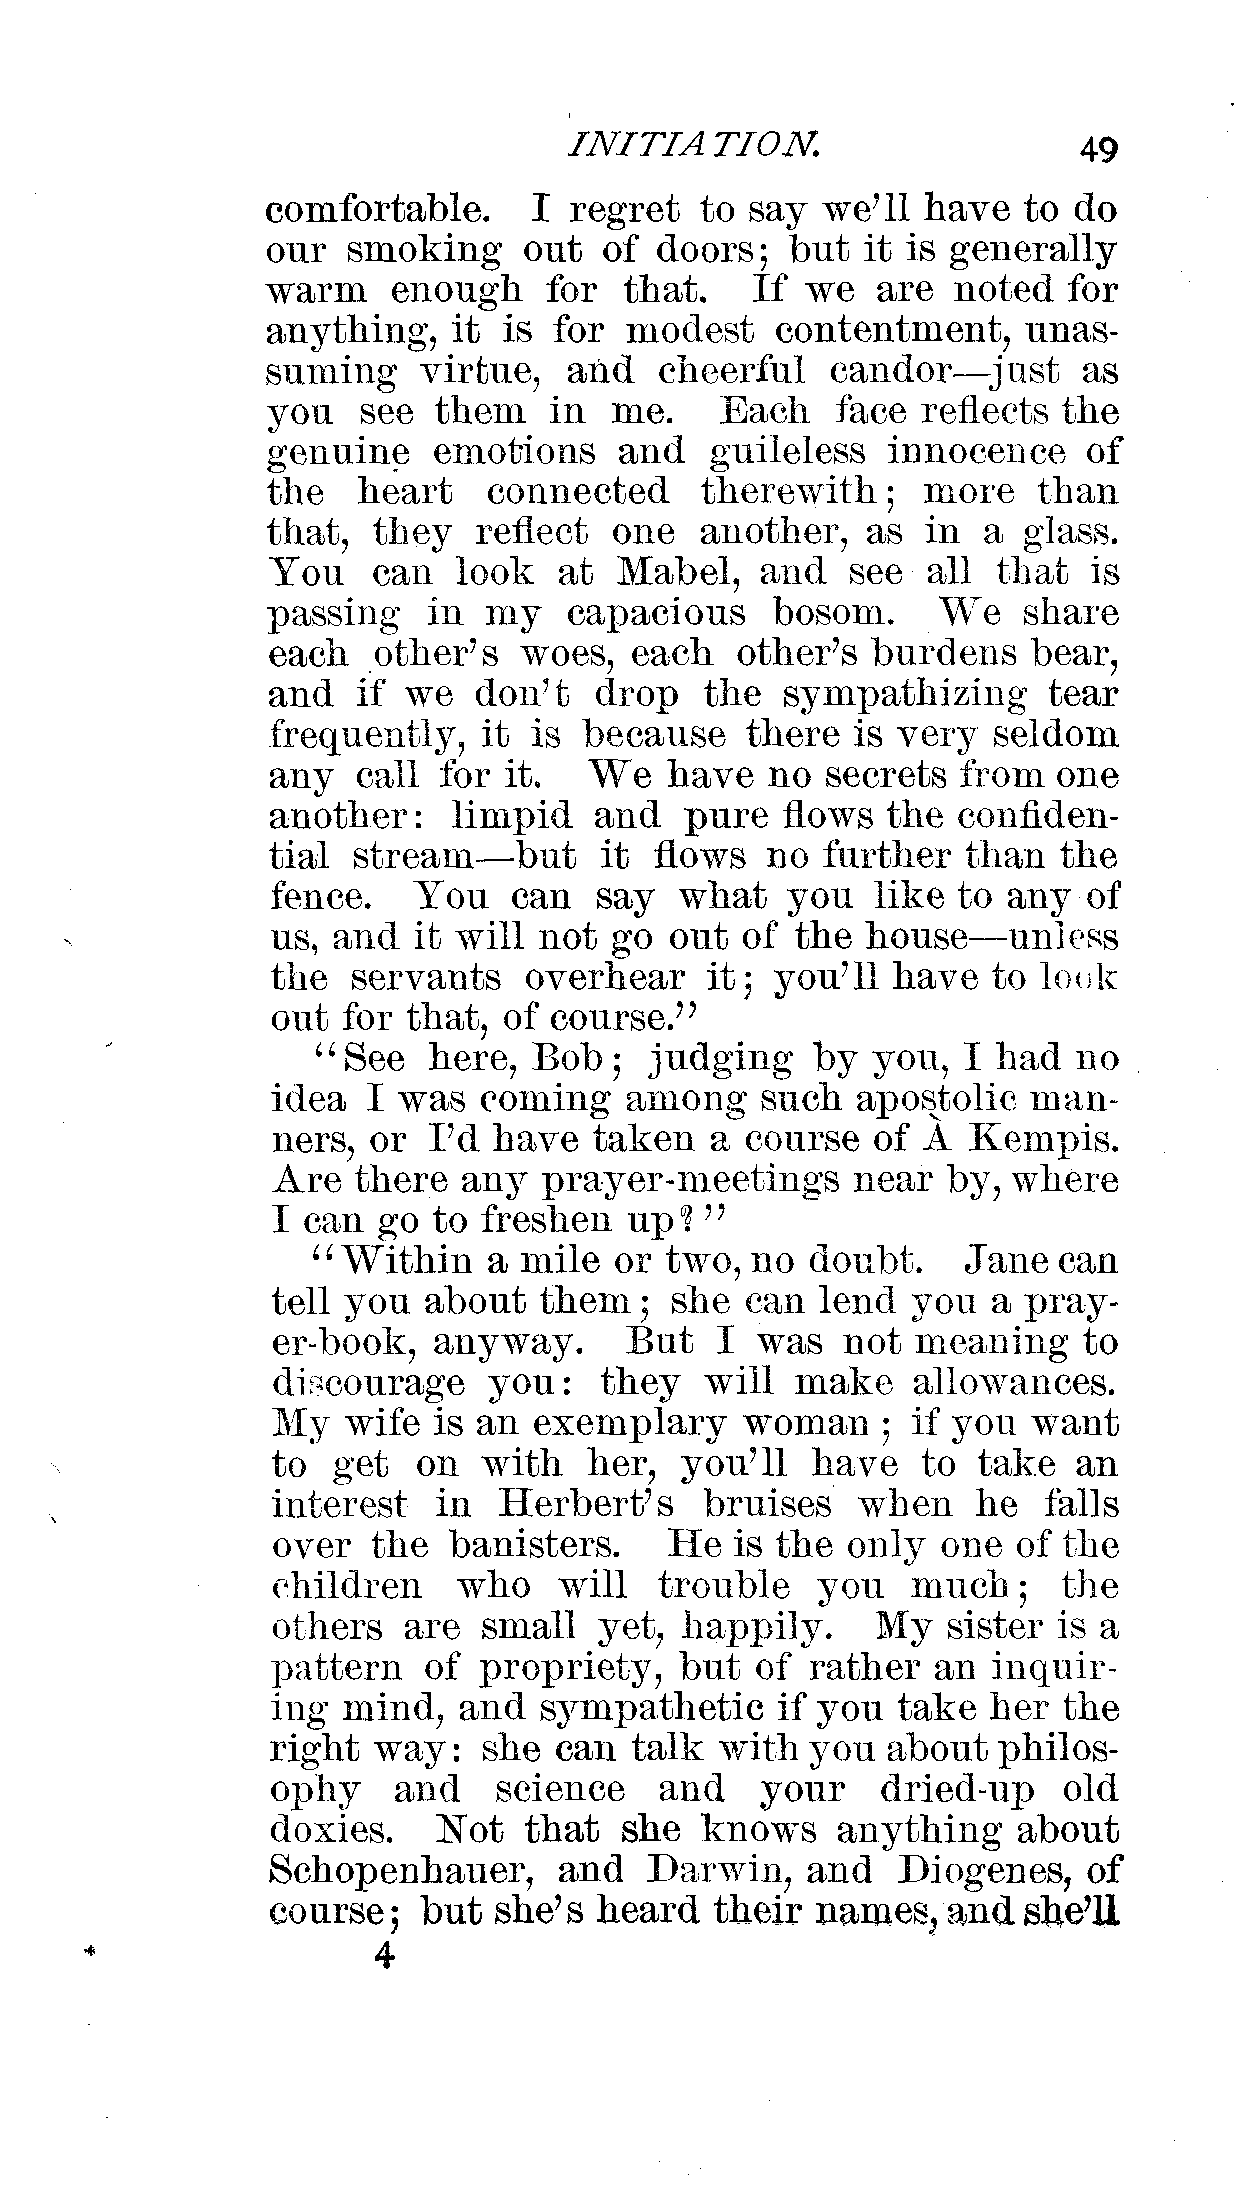 INITIATION. 49
comfortable. I regret to say we'll have to do
our smoking out of doors; but it is generally
warm enough for that. If we are noted for
anything, it is for modest contentment, unas-
suming virtue, and cheerful candor—just as
you see them in me. Each face reflects the
genuine emotions and guileless innocence of
the heart connected therewith; more than
that, they reflect one another, as in a glass.
You can look at Mabel, and see all that is
passing in my capacious bosom. We share
each other's woes, each other's burdens bear,
and if we don't drop the sympathizing tear
frequently, it is because there is very seldom
any call for it. We have no secrets from one
another: limpid and pure flows the confiden-
tial stream—but it flows no further than the
fence. You can say what you like to any of
us, and it will not go out of the house—unless
the servants overhear it; you'll have to look
out for that, of course."
"See here, Bob; judging by you, I had no
idea I was coming among such apostolic man-
ners, or I'd have taken a course of À Kempis.
Are there any prayer-meetings near by, where
I can go to freshen up?"
"Within a mile or two, no doubt. Jane can
tell you about them; she can lend you a pray-
er-book, anyway. But I was not meaning to
discourage you: they will make allowances.
My wife is an exemplary woman; if you want
to get on with her, you'll have to take an
interest in Herbert's bruises when he falls
over the banisters. He is the only one of the
children who will trouble you much; the
others are small yet, happily. My sister is a
pattern of propriety, but of rather an inquir-
ing mind, and sympathetic if you take her the
right way: she can talk with you about philos-
ophy and science and your dried-up old
doxies. Not that she knows anything about
Schopenhauer, and Darwin, and Diogenes, of
course; but she's heard their names, and she'll
4